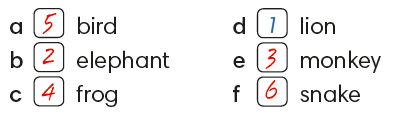 a 5 bird
b 2 elephant
c 4 frog
d 1 lion
e 3 monkey
f 6 snake